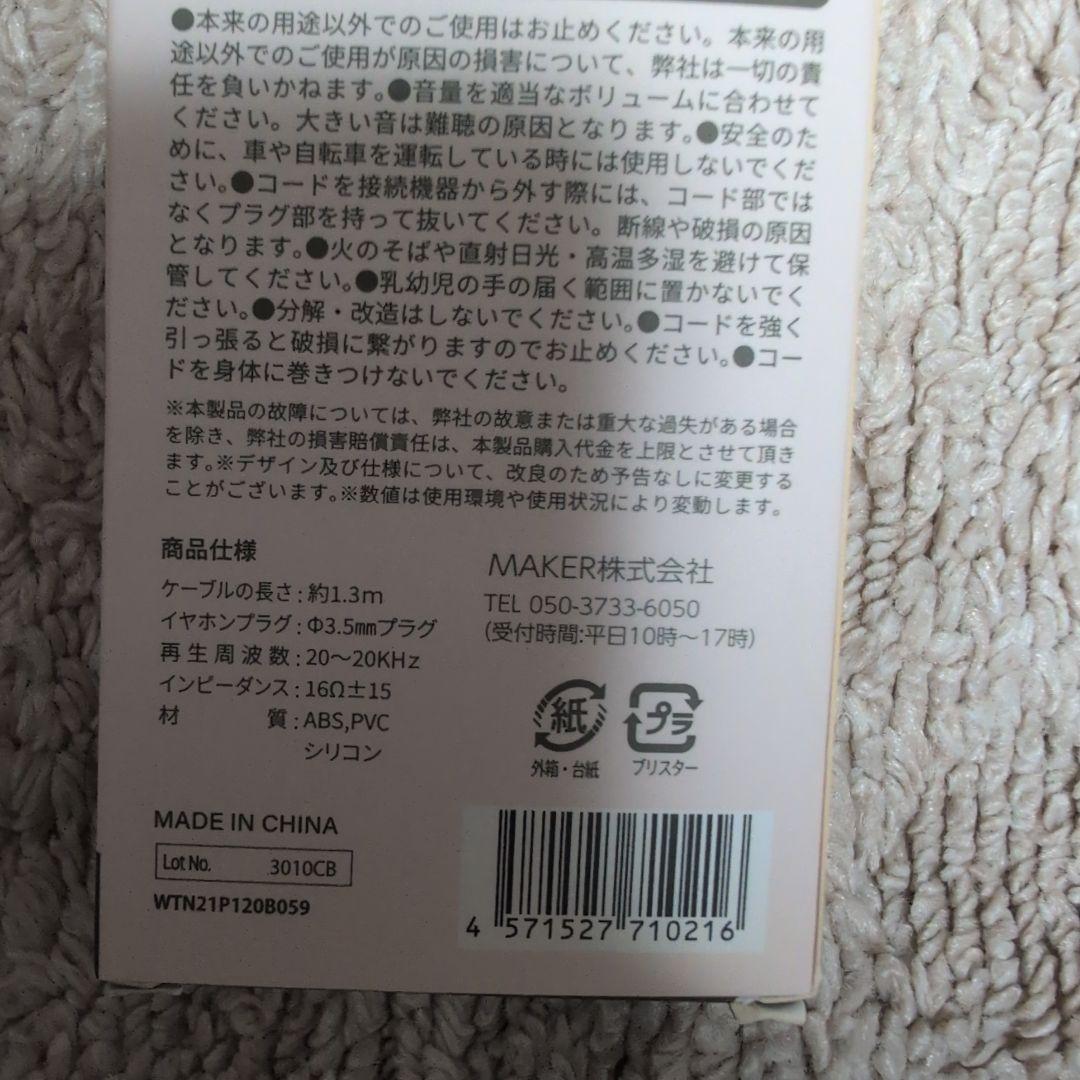 ●本来の用途以外でのご使用はお止めください。本来の用
途以外でのご使用が原因の損害について、弊社は一切の責
任を負いかねます。●音量を適当なボリュームに合わせて
ください。大きい音は難聴の原因となります。●安全のた
めに、車や自転車を運転している時には使用しないでくだ
さい。●コードを接続機器から外す際には、コード部では
なくプラグ部を持って抜いてください。断線や破損の原因
となります。●火のそばや直射日光・高温多湿を避けて保
管してください。●乳幼児の手の届く範囲に置かないでく
ださい。●分解・改造はしないでください。●コードを強く
引っ張ると破損に繋がりますのでお止めください。●コー
ドを身体に巻きつけないでください。
※本製品の故障については、弊社の故意または重大な過失がある場合
を除き、弊社の損害賠償責任は、本製品購入代金を上限とさせて頂き
ます。※デザイン及び仕様について、改良のため予告なしに変更する
ことがございます。※数値は使用環境や使用状況により変動します。
商品仕様
ケーブルの長さ:約1.3m
イヤホンプラグ:Φ3.5㎜プラグ
再生周波数:20〜20KHz
インピーダンス:16Ω±15
材 質:ABS,PVC
シリコン
MAKER株式会社
TEL 050-3733-6050
(受付時間:平日10時〜17時)
紙
外箱・台紙
プラ
ブリスター
MADE IN CHINA
Lot No. 3010CB
WTN21P120B059
4 571527 710216